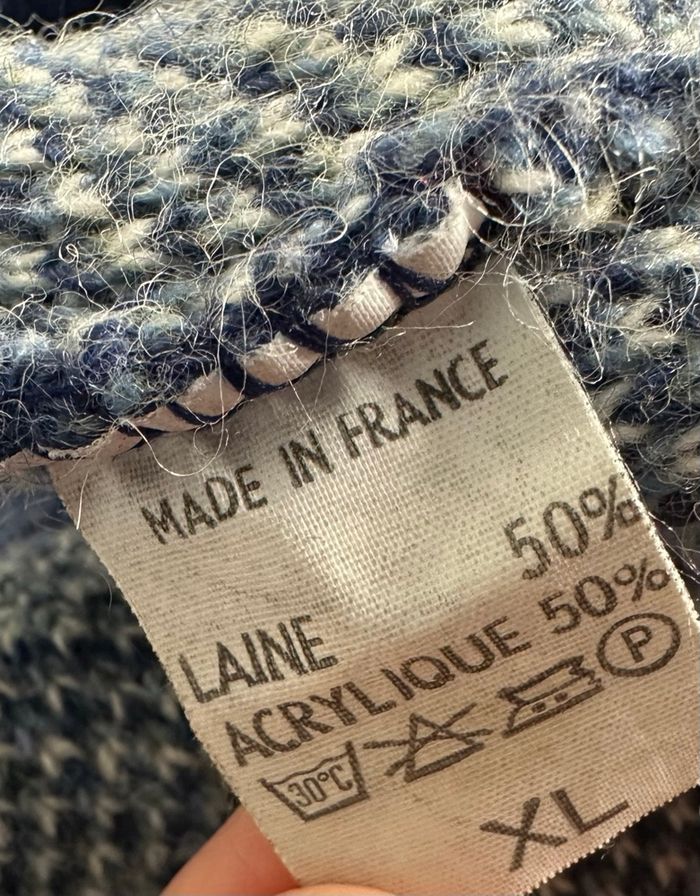 MADE IN FRANCE
LAINE 50%
ACRYLIQUE 50%
30°C P
XL